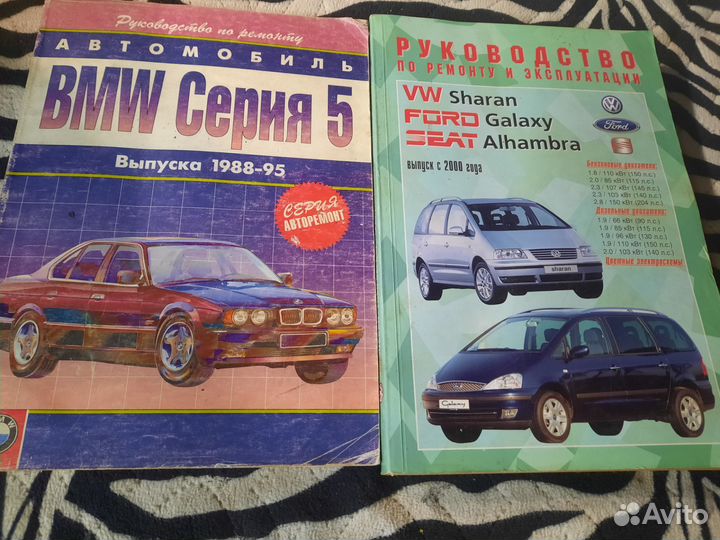 Руководство по ремонту
АВТОМОБИЛЬ
BMW Серия 5
Выпуска 1988-95
СЕРИЯ
АВТОРЕМОНТ
РУКОВОДСТВО
ПО РЕМОНТУ И ЭКСПЛУАТАЦИИ
VW Sharan
FORD Galaxy
SEAT Alhambra
выпуск с 2000 года
Ford
Бензиновые двигатели:
1.8 / 110 кВт (150 л.с.)
2.0 / 85 кВт (115 л.с.)
2.3 / 107 кВт (145 л.с.)
2.3 / 103 кВт (140 л.с.)
2.8 / 150 кВт (204 л.с.)
Дизельные двигатели:
1.9 / 66 кВт (90 л.с.)
1.9 / 85 кВт (115 л.с.)
1.9 / 96 кВт (130 л.с.)
1.9 / 110 кВт (150 л.с.)
2.0 / 103 кВт (140 л.с.)
Цветные электросхемы
sharan
Galaxy
Avito